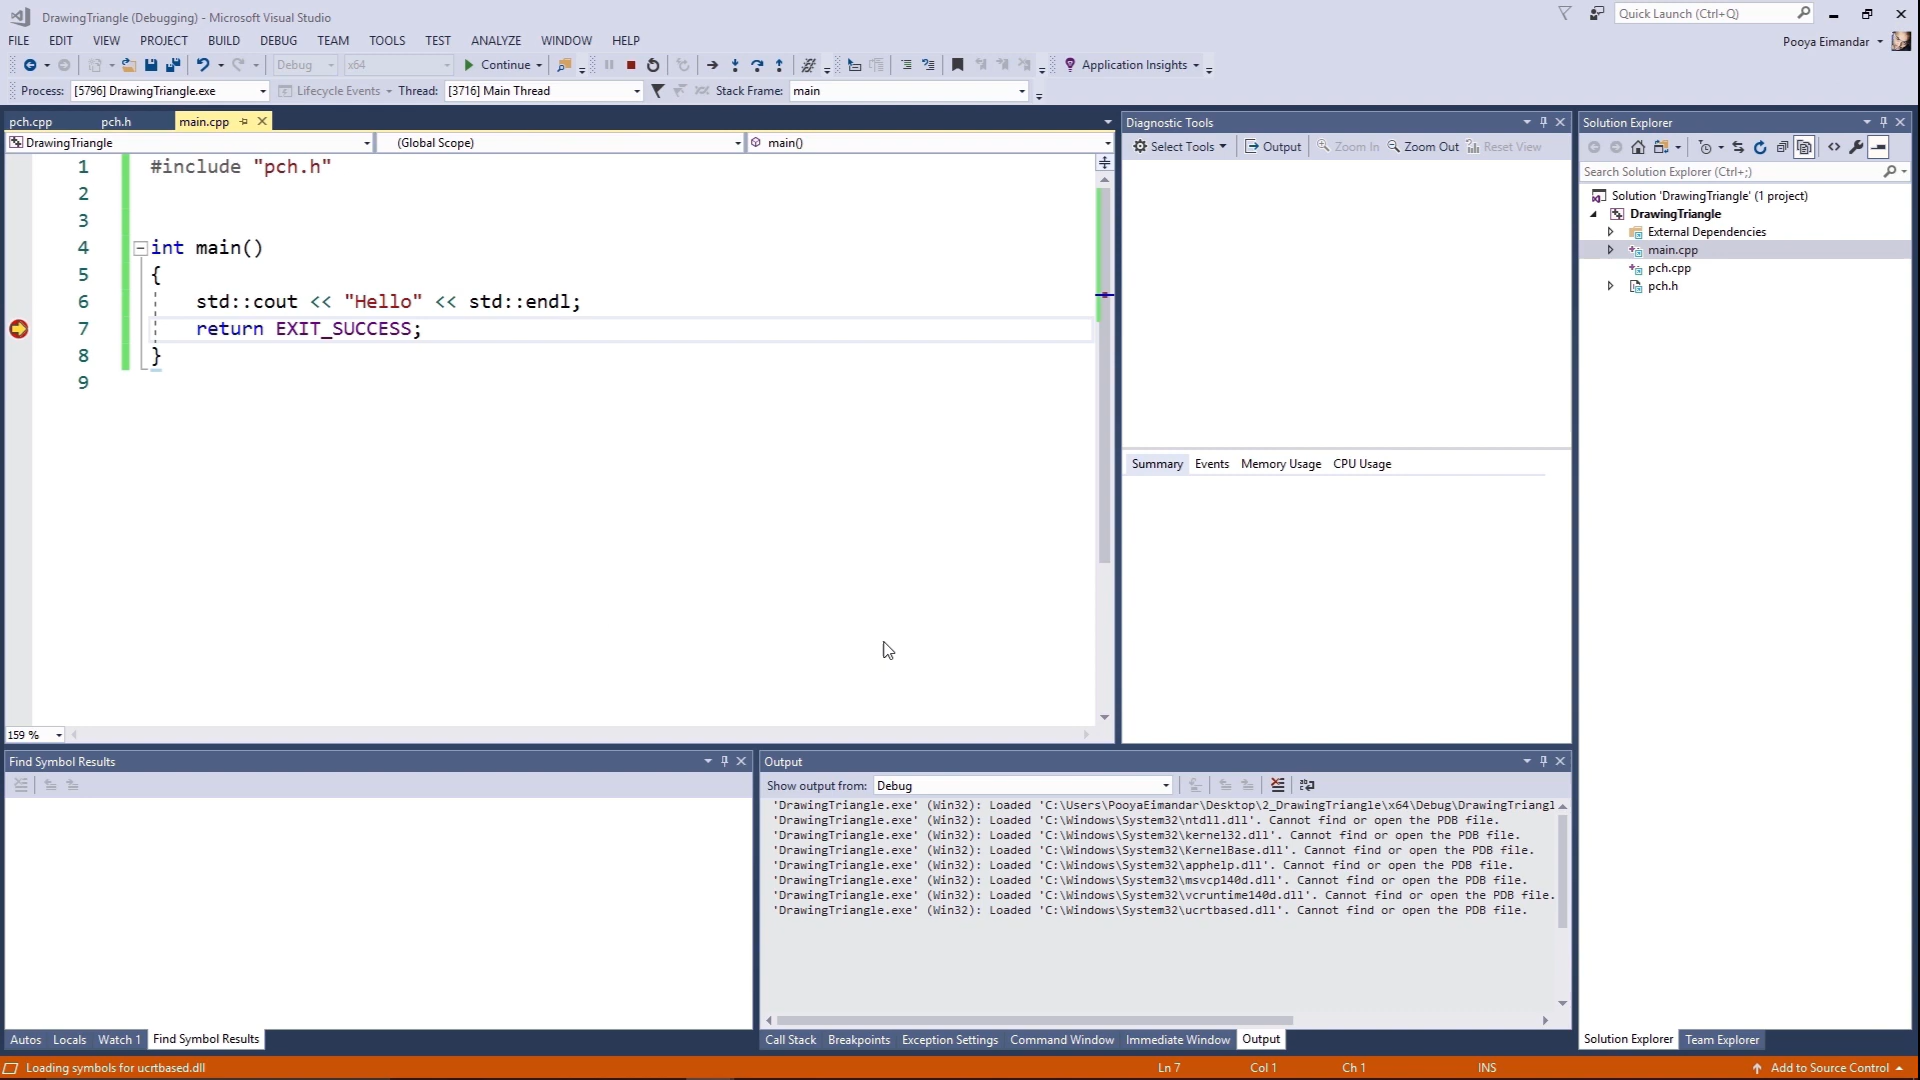 DrawingTriangle (Debugging) - Microsoft Visual Studio
Quick Launch (Ctrl+Q)
FILE EDIT VIEW PROJECT BUILD DEBUG TEAM TOOLS TEST ANALYZE WINDOW HELP
Pooya Eimandar
Debug x64 Continue Application Insights
Process: [5796] DrawingTriangle.exe Lifecycle Events Thread: [3716] Main Thread Stack Frame: main
pch.cpp pch.h main.cpp
DrawingTriangle (Global Scope) main()
1 #include "pch.h"
2
3
4 int main()
5 {
6 std::cout << "Hello" << std::endl;
7 return EXIT_SUCCESS;
8 }
9
159 %
Diagnostic Tools
Select Tools Output Zoom In Zoom Out Reset View
Summary Events Memory Usage CPU Usage
Solution Explorer
Search Solution Explorer (Ctrl+;)
Solution 'DrawingTriangle' (1 project)
DrawingTriangle
External Dependencies
main.cpp
pch.cpp
pch.h
Find Symbol Results
Output
Show output from: Debug
'DrawingTriangle.exe' (Win32): Loaded 'C:\Users\PooyaEimandar\Desktop\2_DrawingTriangle\x64\Debug\DrawingTriangl
'DrawingTriangle.exe' (Win32): Loaded 'C:\Windows\System32\ntdll.dll'. Cannot find or open the PDB file.
'DrawingTriangle.exe' (Win32): Loaded 'C:\Windows\System32\kernel32.dll'. Cannot find or open the PDB file.
'DrawingTriangle.exe' (Win32): Loaded 'C:\Windows\System32\KernelBase.dll'. Cannot find or open the PDB file.
'DrawingTriangle.exe' (Win32): Loaded 'C:\Windows\System32\apphelp.dll'. Cannot find or open the PDB file.
'DrawingTriangle.exe' (Win32): Loaded 'C:\Windows\System32\msvcp140d.dll'. Cannot find or open the PDB file.
'DrawingTriangle.exe' (Win32): Loaded 'C:\Windows\System32\vcruntime140d.dll'. Cannot find or open the PDB file.
'DrawingTriangle.exe' (Win32): Loaded 'C:\Windows\System32\ucrtbased.dll'. Cannot find or open the PDB file.
Autos Locals Watch 1 Find Symbol Results
Call Stack Breakpoints Exception Settings Command Window Immediate Window Output
Solution Explorer Team Explorer
Loading symbols for ucrtbased.dll Ln 7 Col 1 Ch 1 INS Add to Source Control